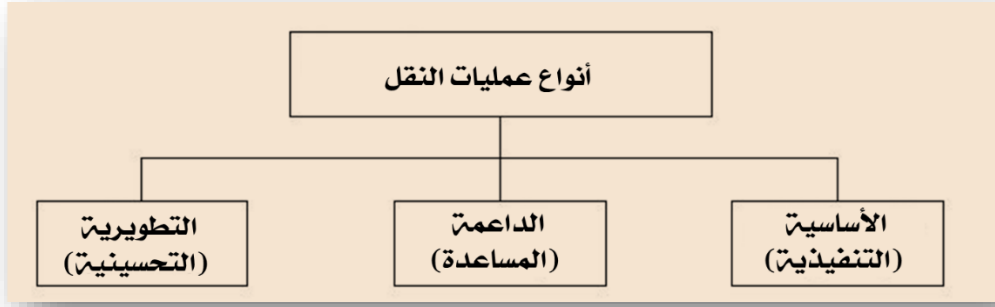 أنواع عمليات النقل
الأساسية
(التنفيذية)
الداعمة
(المساعدة)
التطويرية
(التحسينية)